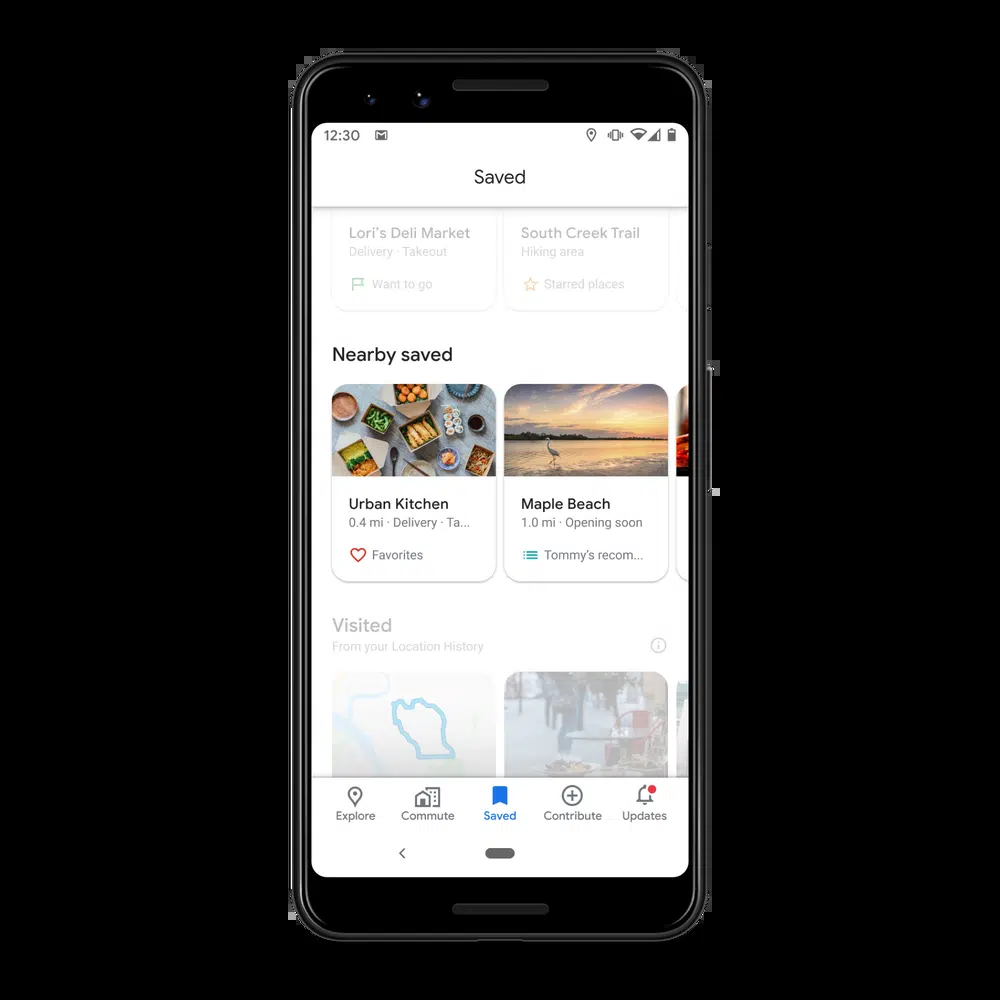 12:30
Saved
Lori's Deli Market
Delivery · Takeout
Want to go
South Creek Trail
Hiking area
Starred places
Nearby saved
Urban Kitchen
0.4 mi · Delivery · Ta...
Favorites
Maple Beach
1.0 mi · Opening soon
Tommy's recom...
Visited
From your Location History
Explore
Commute
Saved
Contribute
Updates